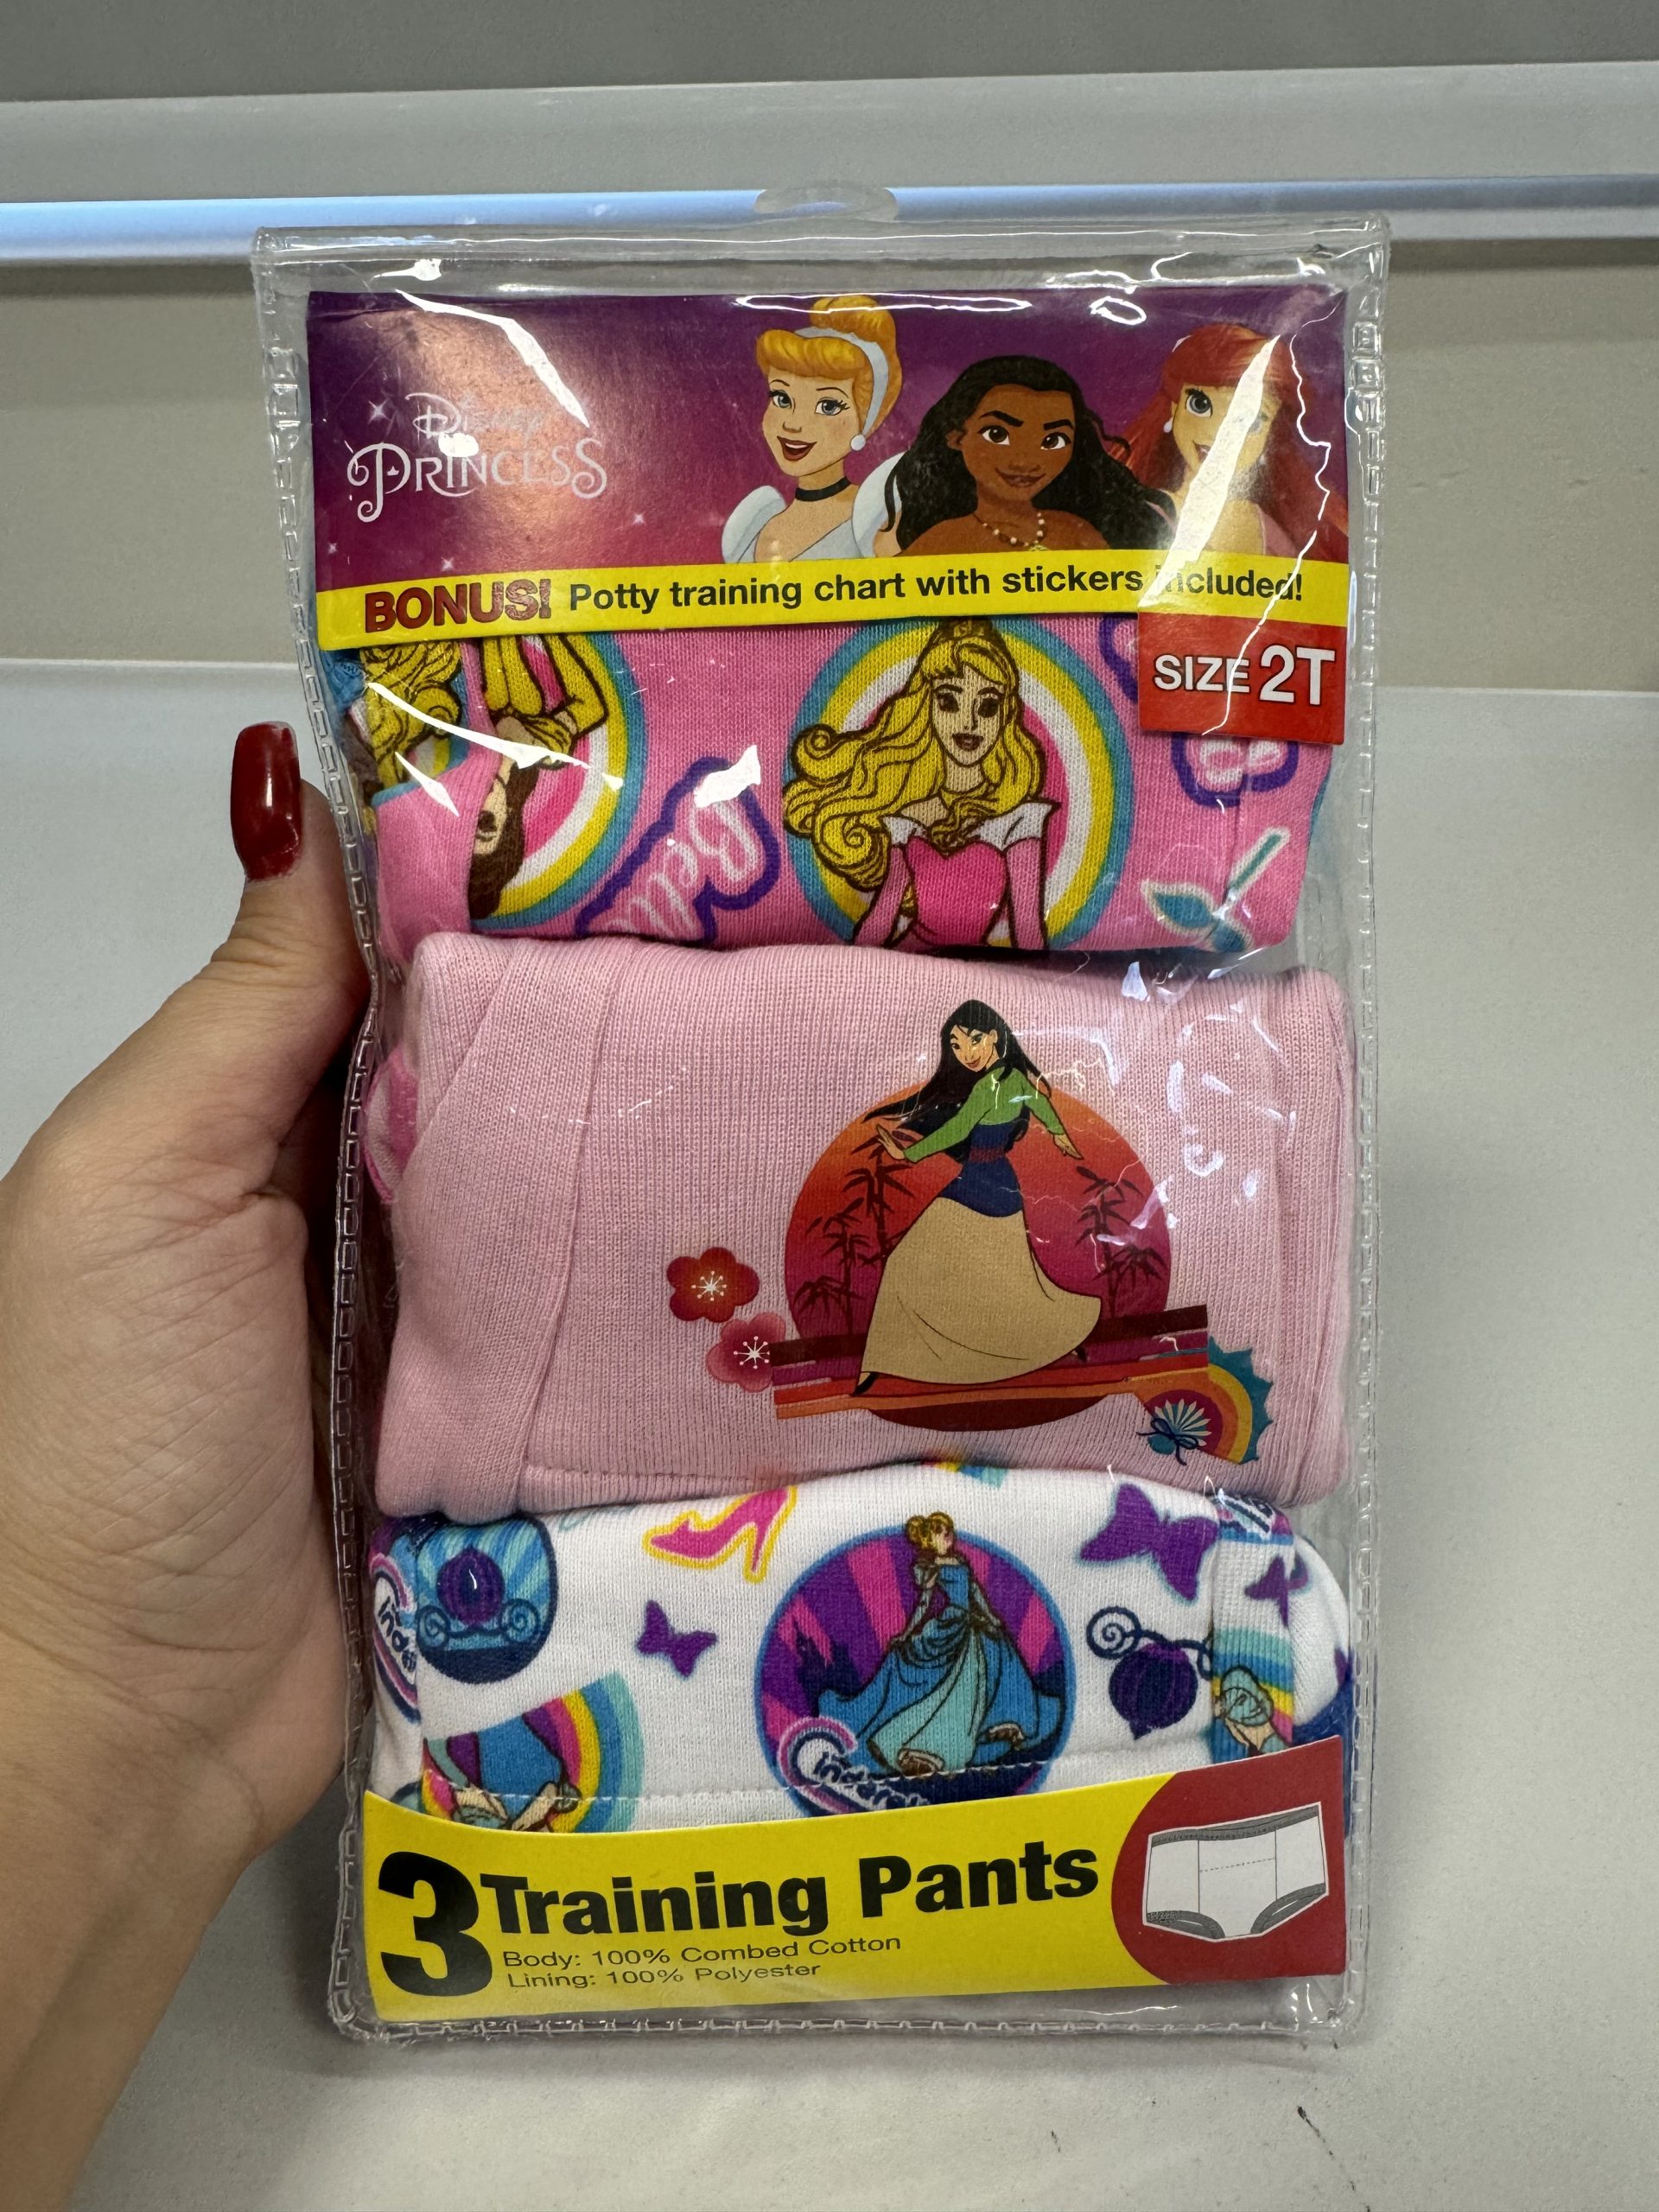 Disney
PRINCESS
BONUS! Potty training chart with stickers included!
SIZE 2T
Belle
3 Training Pants
Body: 100% Combed Cotton
Lining: 100% Polyester